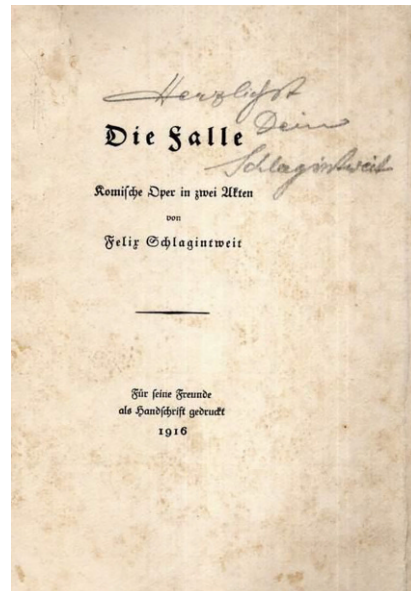 Herzlichst
Die Falle
Dein
Schlagintweit
Komische Oper in zwei Akten
von
Felix Schlagintweit
Für seine Freunde
als Handschrift gedruckt
1916